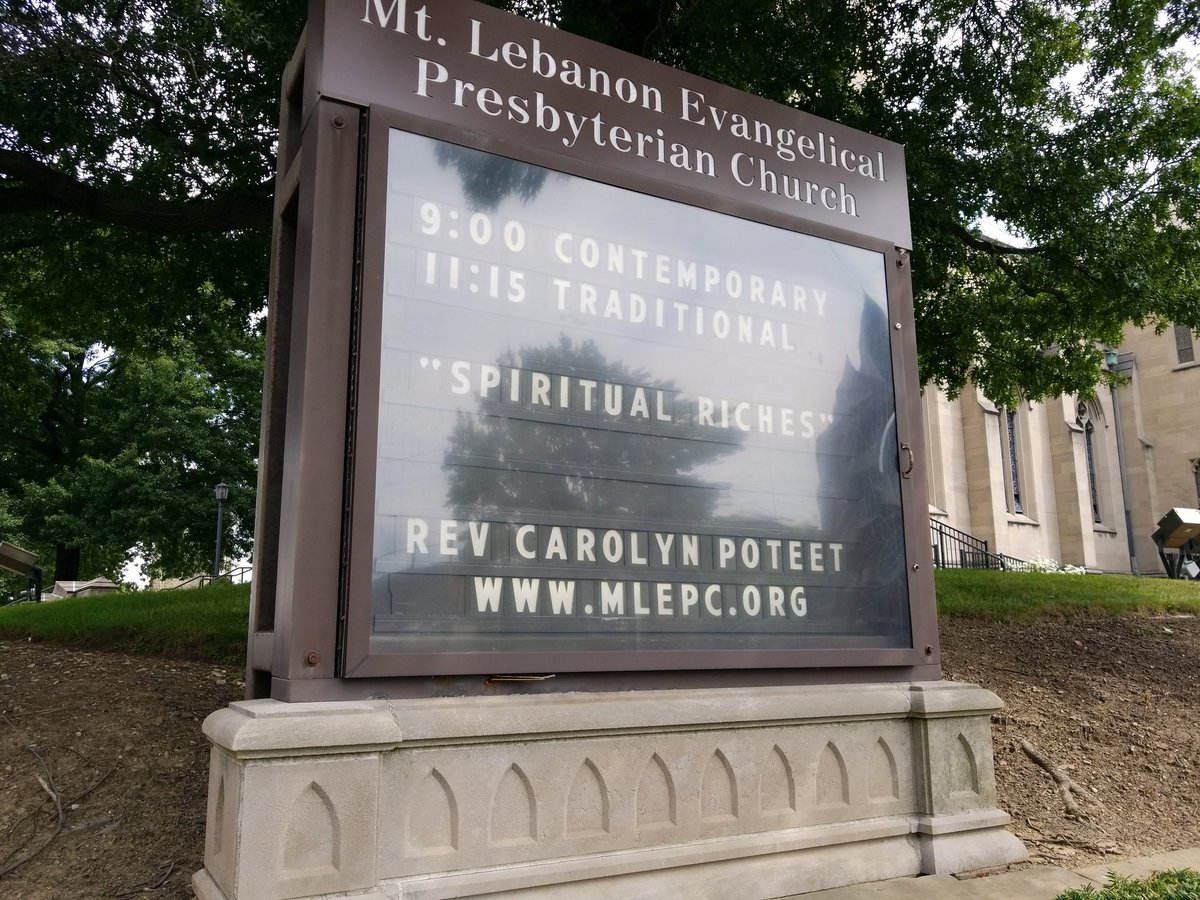 Mt. Lebanon Evangelical
Presbyterian Church
9:00 CONTEMPORARY
11:15 TRADITIONAL
"SPIRITUAL RICHES"
REV CAROLYN POTEET
WWW.MLEPC.ORG